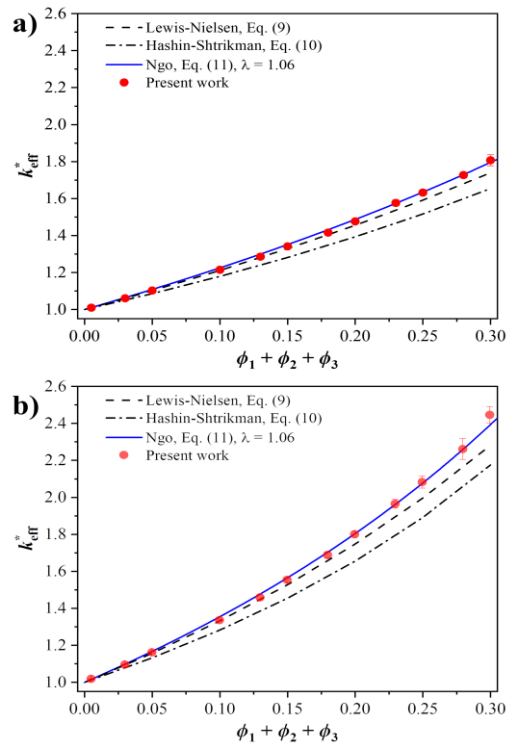 a)
2.6
2.4
2.2
2.0
1.8
1.6
1.4
1.2
1.0
k*eff
Lewis-Nielsen, Eq. (9)
Hashin-Shtrikman, Eq. (10)
Ngo, Eq. (11), λ = 1.06
Present work
0.00 0.05 0.10 0.15 0.20 0.25 0.30
ϕ1 + ϕ2 + ϕ3
b)
2.6
2.4
2.2
2.0
1.8
1.6
1.4
1.2
1.0
k*eff
Lewis-Nielsen, Eq. (9)
Hashin-Shtrikman, Eq. (10)
Ngo, Eq. (11), λ = 1.06
Present work
0.00 0.05 0.10 0.15 0.20 0.25 0.30
ϕ1 + ϕ2 + ϕ3